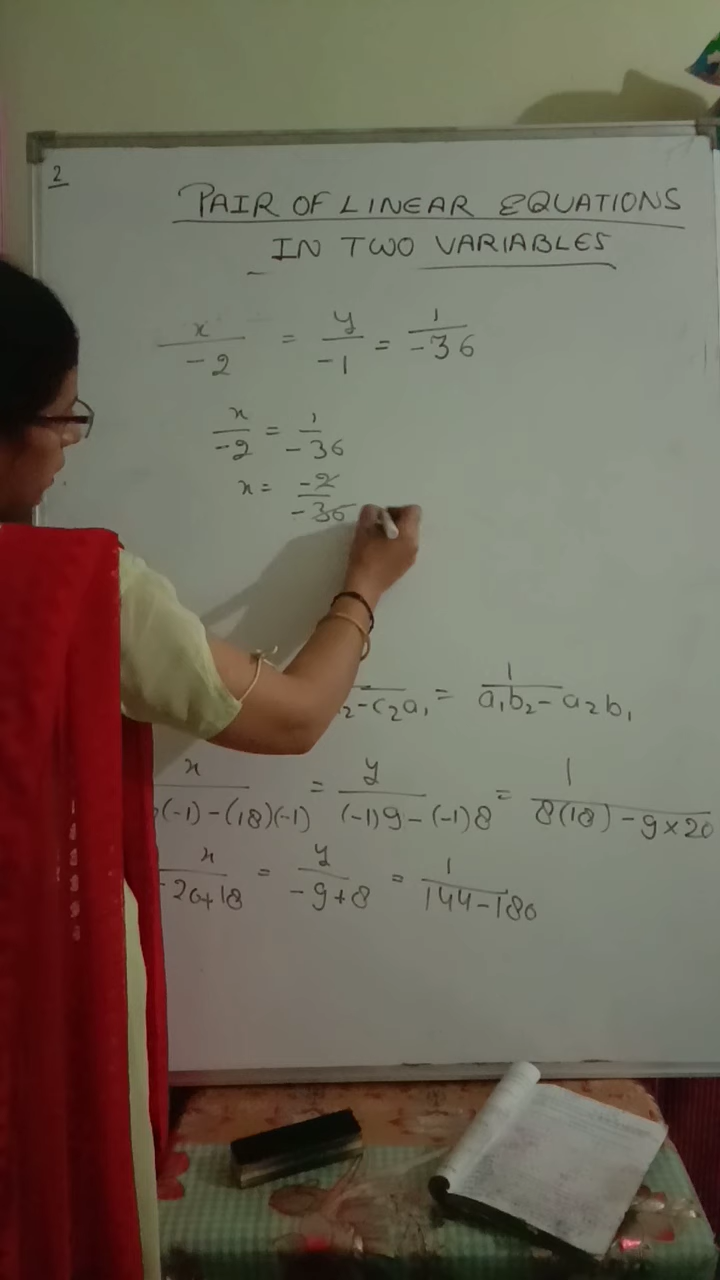 2
PAIR OF LINEAR EQUATIONS
IN TWO VARIABLES
x/-2 = y/-1 = 1/-36
x/-2 = 1/-36
x = -2/-36
2-c₂a₁ = 1/a₁b₂-a₂b₁
x/(-1)-(18)(-1) = y/(-1)9-(-1)8 = 1/8(18)-9×20
x/-20+18 = y/-9+8 = 1/144-180